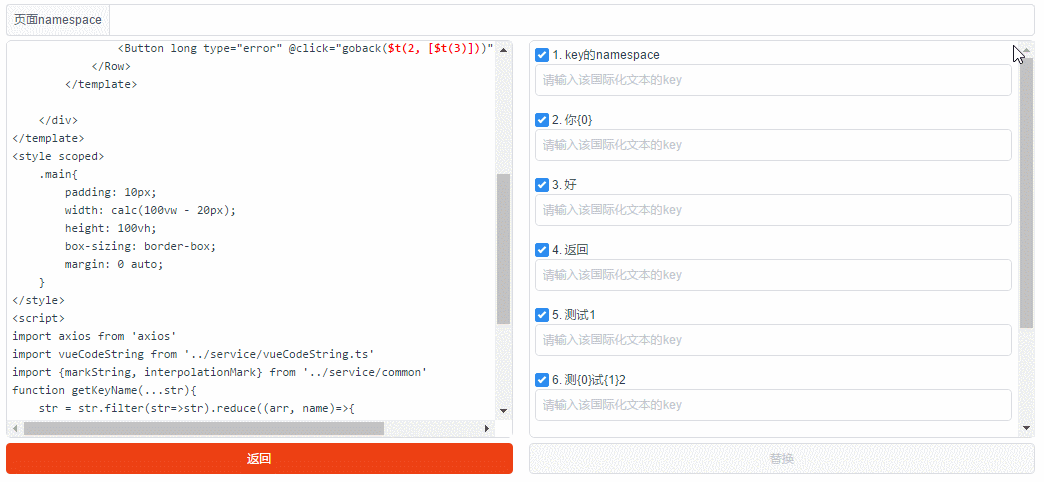 页面namespace
<Button long type="error" @click="goback($t(2, [$t(3)]))"
</Row>
</template>
</div>
</template>
<style scoped>
.main{
padding: 10px;
width: calc(100vw - 20px);
height: 100vh;
box-sizing: border-box;
margin: 0 auto;
}
</style>
<script>
import axios from 'axios'
import vueCodeString from '../service/vueCodeString.ts'
import {markString, interpolationMark} from '../service/common'
function getKeyName(...str){
str = str.filter(str=>str).reduce((arr, name)=>{
返回
1. key的namespace
请输入该国际化文本的key
2. 你{0}
请输入该国际化文本的key
3. 好
请输入该国际化文本的key
4. 返回
请输入该国际化文本的key
5. 测试1
请输入该国际化文本的key
6. 测{0}试{1}2
请输入该国际化文本的key
替换